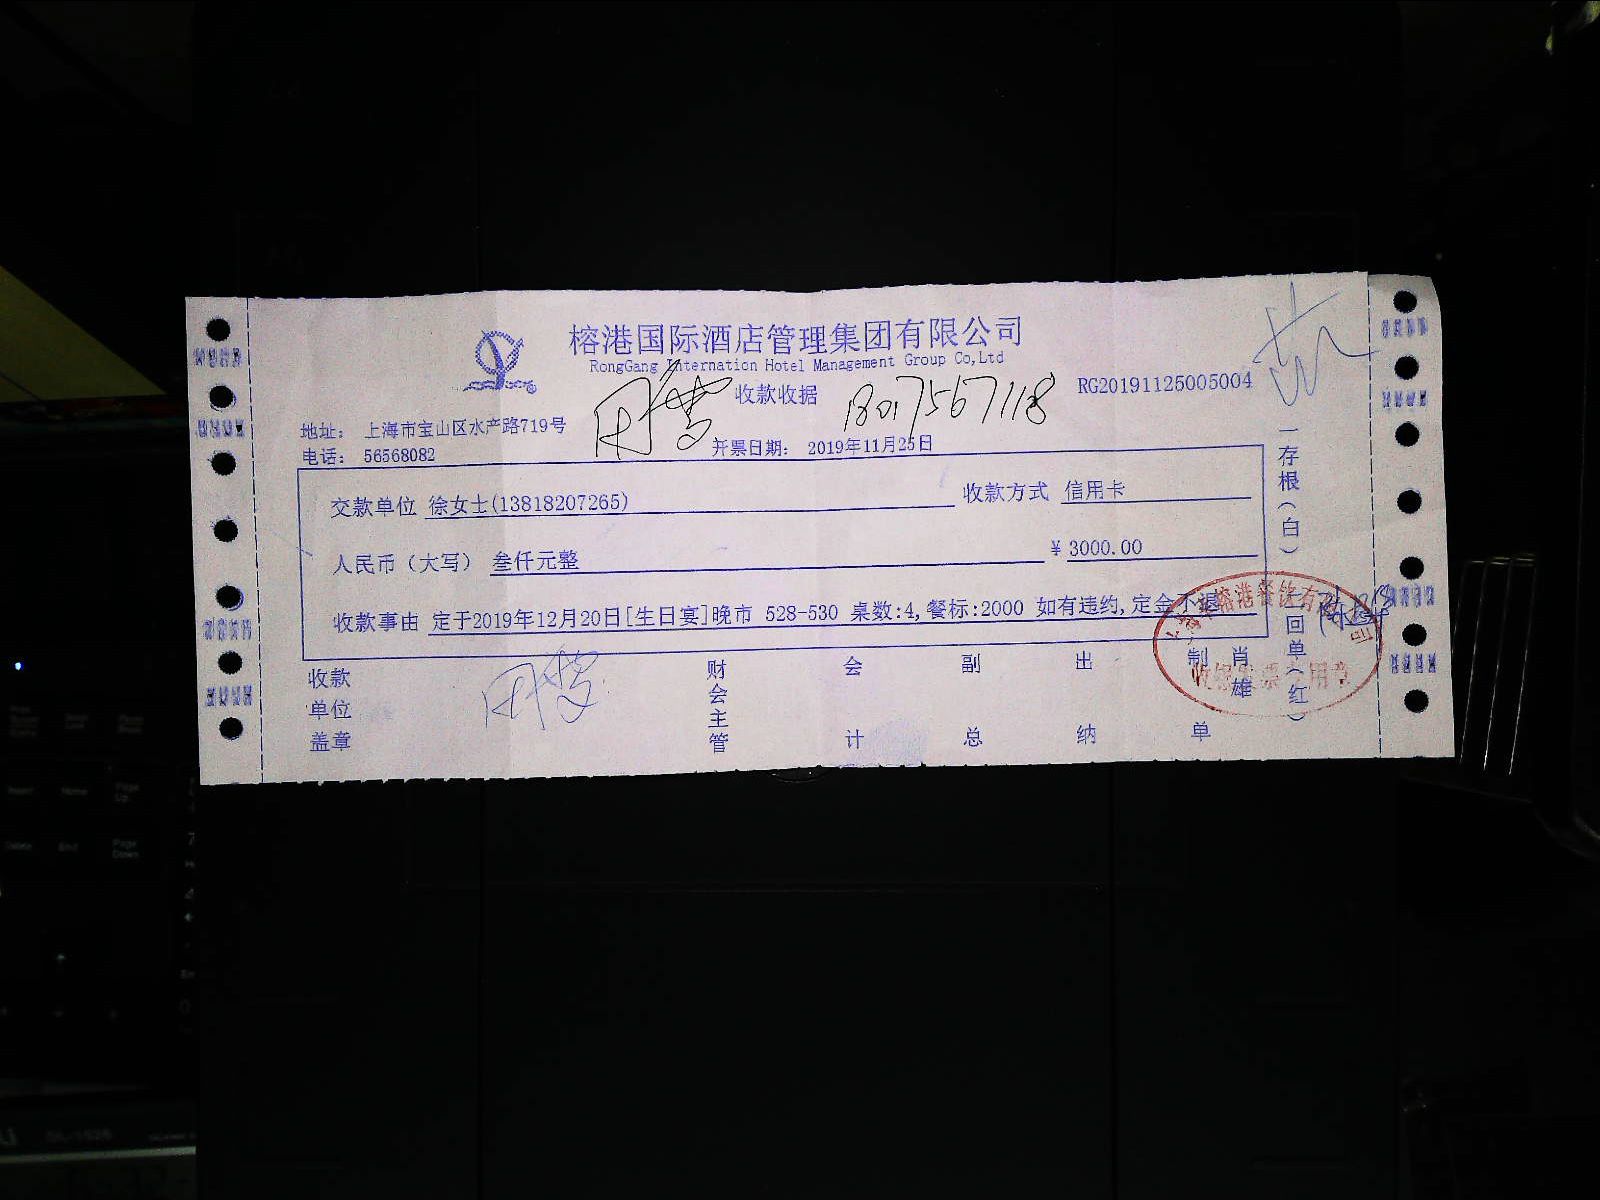 榕港国际酒店管理集团有限公司
RongGang International Hotel Management Group Co,Ltd
收款收据
18017567118
RG20191125005004
地址： 上海市宝山区水产路719号
电话： 56568082
开票日期： 2019年11月25日
交款单位 徐女士(13818207265)
收款方式 信用卡
人民币（大写） 叁仟元整
¥ 3000.00
收款事由 定于2019年12月20日[生日宴]晚市 528-530 桌数:4,餐标:2000 如有违约,定金不退
一存根（白）
二回单（红）
收款单位盖章
财会主管
会计
副总
出纳
制单
肖雄